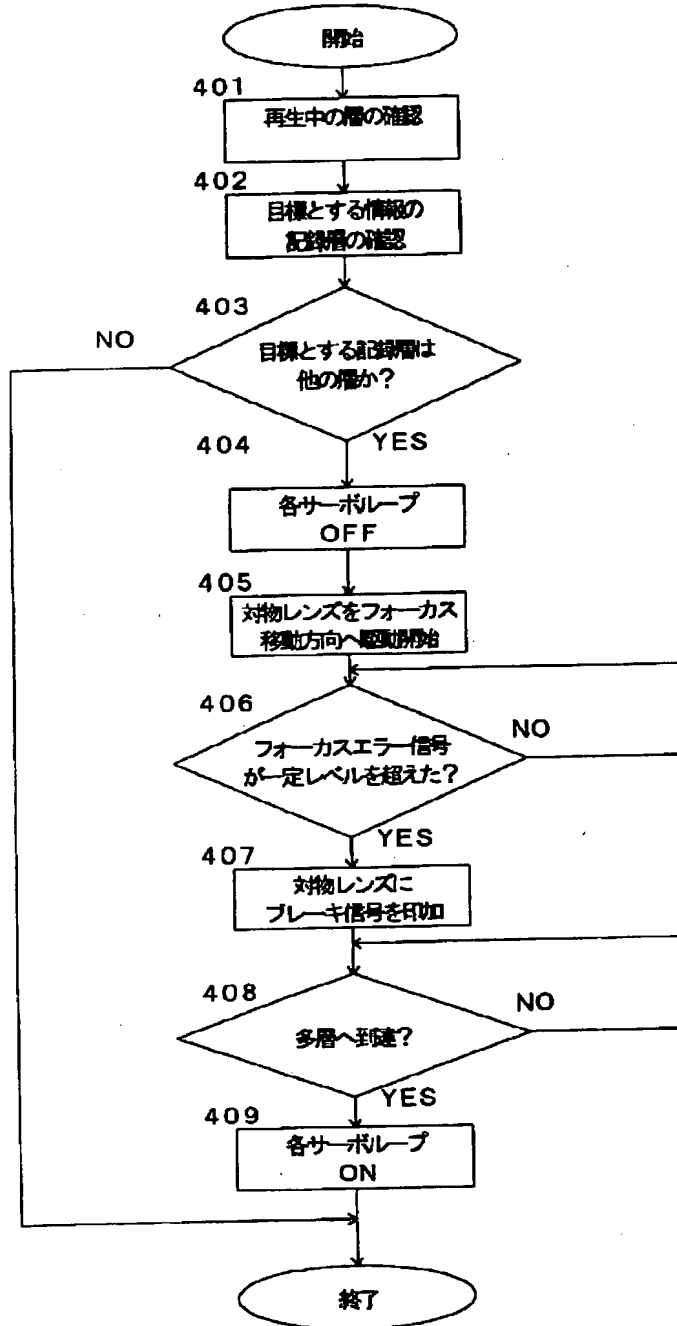 開始
401
再生中の層の確認
402
目標とする情報の
記録層の確認
403
NO
目標とする記録層は
他の層か?
404
YES
各サーボループ
OFF
405
対物レンズをフォーカス
移動方向へ駆動開始
406
NO
フォーカスエラー信号
が一定レベルを超えた?
YES
407
対物レンズに
ブレーキ信号を印加
408
NO
多層へ到達?
YES
409
各サーボループ
ON
終了